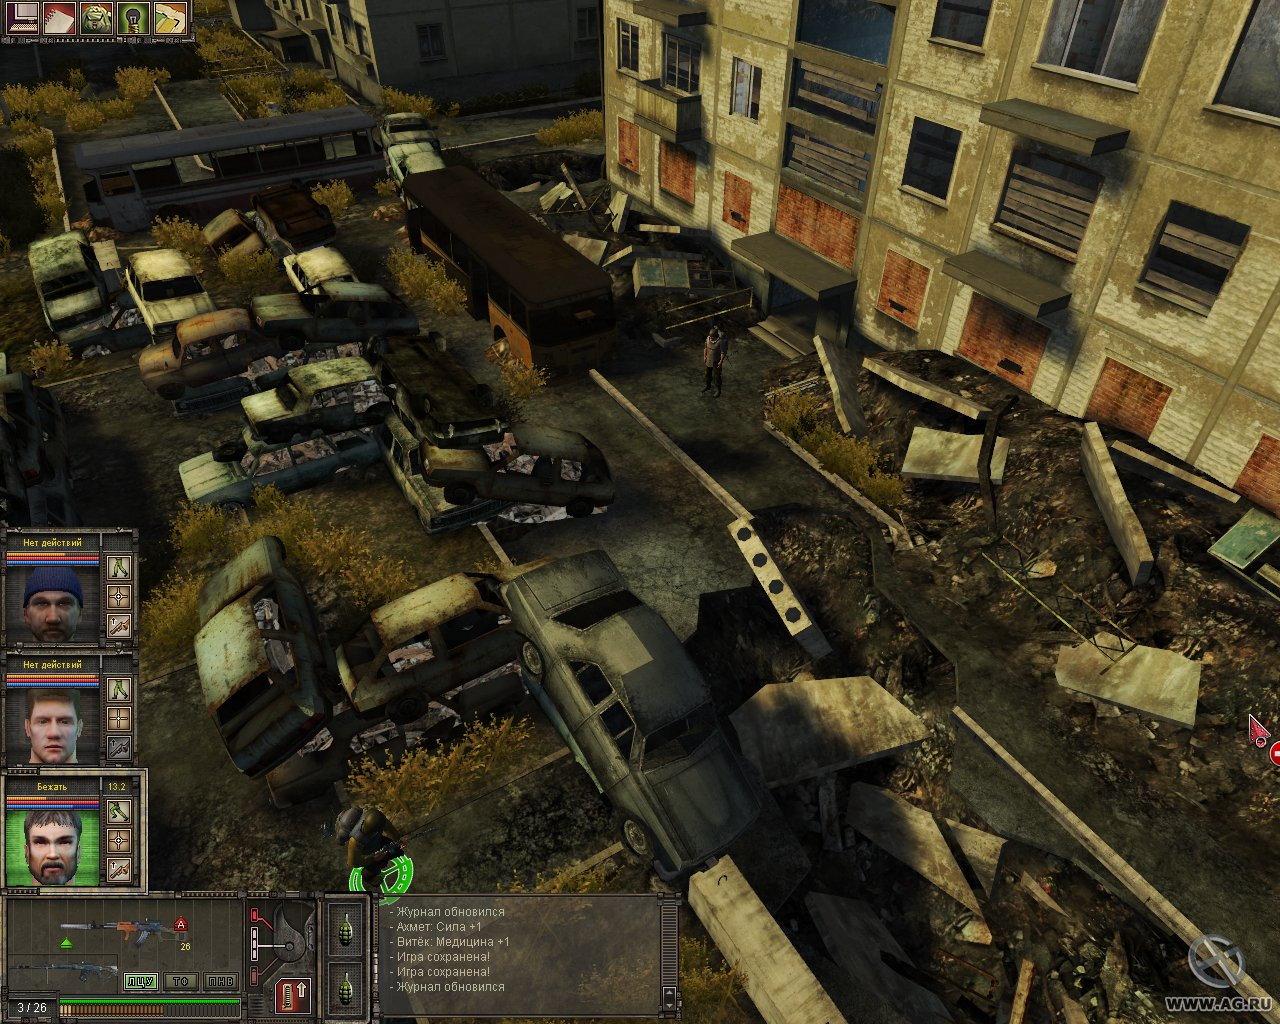 Нет действий
Нет действий
Бежать 13.2
A
26
ЛЦУ ТО ПНВ
3 / 26
- Журнал обновился
- Ахмет: Сила +1
- Витёк: Медицина +1
- Игра сохранена!
- Игра сохранена!
- Журнал обновился
WWW.AG.RU